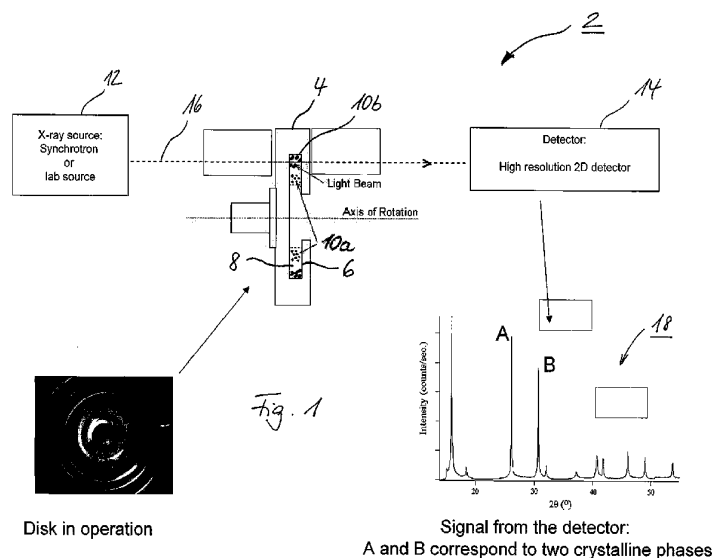 2
12
4
10b
14
X-ray source:
Synchrotron
or
lab source
16
Detector:
High resolution 2D detector
Light Beam
Axis of Rotation
10a
8
6
18
A
B
Intensity (counts/sec.)
20
30
40
50
2θ (°)
Fig. 1
Disk in operation
Signal from the detector:
A and B correspond to two crystalline phases